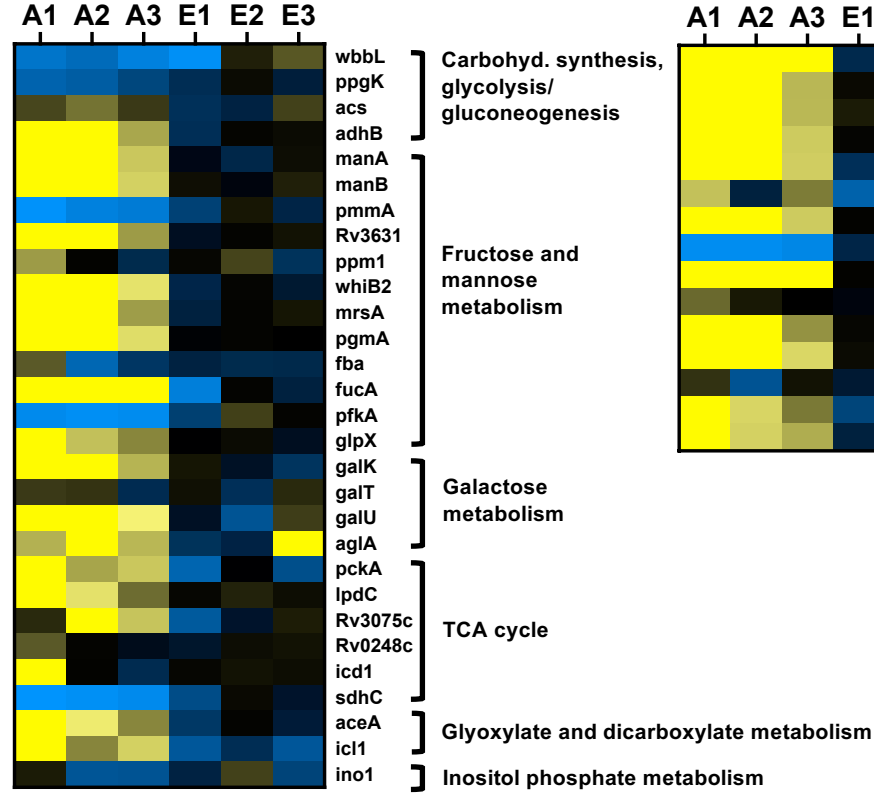 A1 A2 A3 E1 E2 E3
A1 A2 A3 E1
wbbL
ppgK
acs
adhB
Carbohyd. synthesis,
glycolysis/
gluconeogenesis
manA
manB
pmmA
Rv3631
ppm1
whiB2
mrsA
pgmA
fba
fucA
pfkA
glpX
Fructose and
mannose
metabolism
galK
galT
galU
aglA
Galactose
metabolism
pckA
lpdC
Rv3075c
Rv0248c
icd1
sdhC
TCA cycle
aceA
icl1
Glyoxylate and dicarboxylate metabolism
ino1
Inositol phosphate metabolism